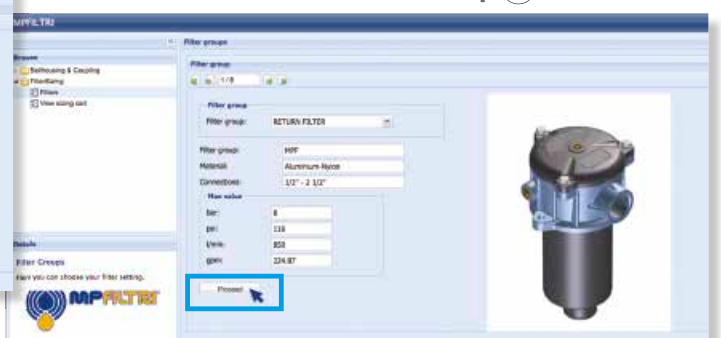 MPFILTRI
Filter groups
Browse
Bellhousing & Coupling
FilterSizing
Filters
View sizing cart
Filter group
1/8
Filter group
Filter group: RETURN FILTER
Filter group: MPF
Material: Aluminium-Nylon
Connections: 1/2" - 2 1/2"
Max value
bar: 8
psi: 116
l/min: 850
gpm: 224.87
Proceed
Details
Filter Groups
Here you can choose your filter setting.
MPFILTRI